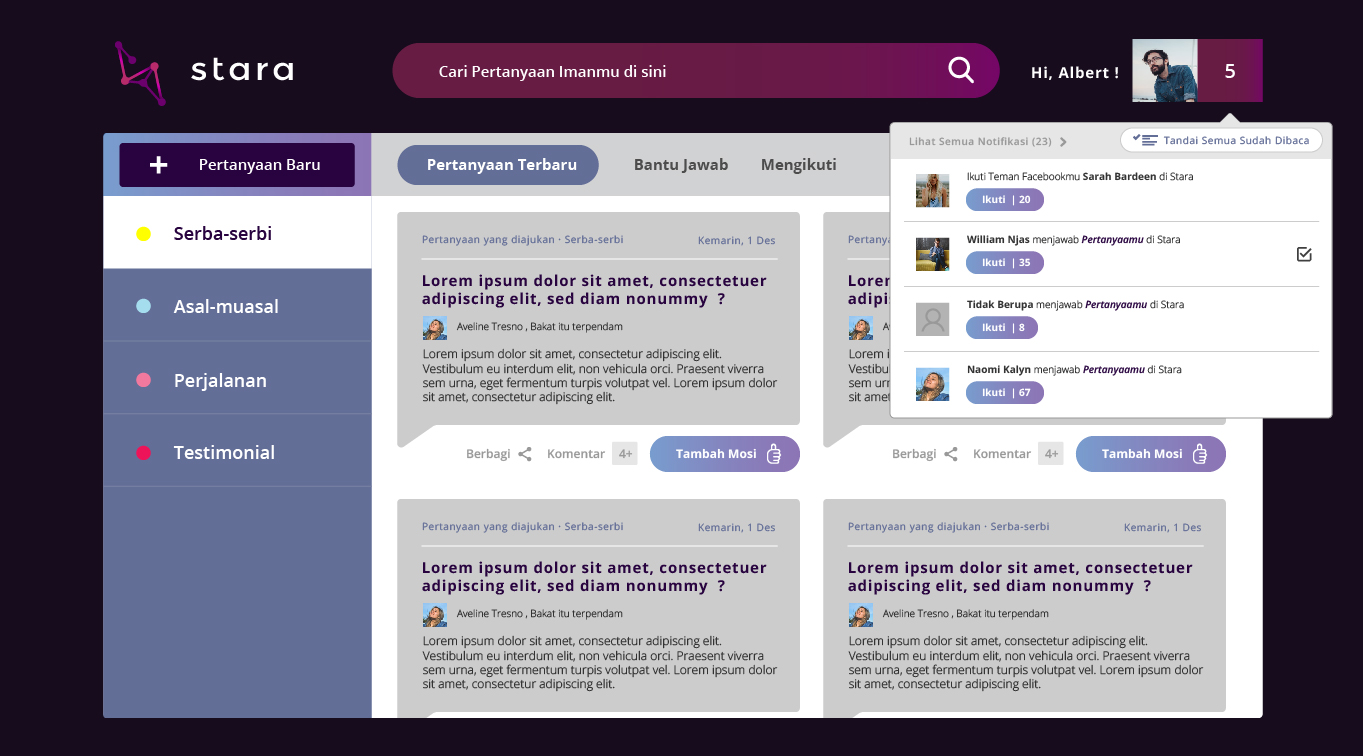 stara
Cari Pertanyaan Imanmu di sini
Hi, Albert !
5
Pertanyaan Baru
Serba-serbi
Asal-muasal
Perjalanan
Testimonial
Pertanyaan Terbaru
Bantu Jawab
Mengikuti
Lihat Semua Notifikasi (23)
Tandai Semua Sudah Dibaca
Ikuti Teman Facebookmu Sarah Bardeen di Stara
Ikuti | 20
William Njas menjawab Pertanyaamu di Stara
Ikuti | 35
Tidak Berupa menjawab Pertanyaamu di Stara
Ikuti | 8
Naomi Kalyn menjawab Pertanyaamu di Stara
Ikuti | 67
Pertanyaan yang diajukan · Serba-serbi
Kemarin, 1 Des
Lorem ipsum dolor sit amet, consectetuer
adipiscing elit, sed diam nonummy ?
Aveline Tresno , Bakat itu terpendam
Lorem ipsum dolor sit amet, consectetur adipiscing elit.
Vestibulum eu interdum elit, non vehicula orci. Praesent viverra
sem urna, eget fermentum turpis volutpat vel. Lorem ipsum dolor
sit amet, consectetur adipiscing elit.
Berbagi
Komentar
4+
Tambah Mosi
Berbagi
Komentar
4+
Tambah Mosi
Pertanyaan yang diajukan · Serba-serbi
Kemarin, 1 Des
Lorem ipsum dolor sit amet, consectetuer
adipiscing elit, sed diam nonummy ?
Aveline Tresno , Bakat itu terpendam
Lorem ipsum dolor sit amet, consectetur adipiscing elit.
Vestibulum eu interdum elit, non vehicula orci. Praesent viverra
sem urna, eget fermentum turpis volutpat vel. Lorem ipsum dolor
sit amet, consectetur adipiscing elit.
Pertanyaan yang diajukan · Serba-serbi
Kemarin, 1 Des
Lorem ipsum dolor sit amet, consectetuer
adipiscing elit, sed diam nonummy ?
Aveline Tresno , Bakat itu terpendam
Lorem ipsum dolor sit amet, consectetur adipiscing elit.
Vestibulum eu interdum elit, non vehicula orci. Praesent viverra
sem urna, eget fermentum turpis volutpat vel. Lorem ipsum dolor
sit amet, consectetur adipiscing elit.